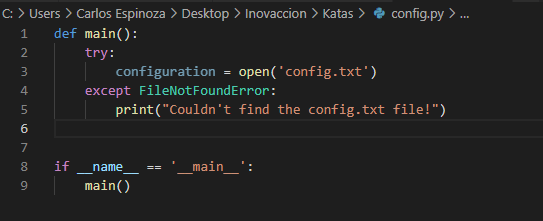 C: > Users > Carlos Espinoza > Desktop > Inovaccion > Katas > config.py > ...
1 def main():
2     try:
3         configuration = open('config.txt')
4     except FileNotFoundError:
5         print("Couldn't find the config.txt file!")
6
7
8 if __name__ == '__main__':
9     main()